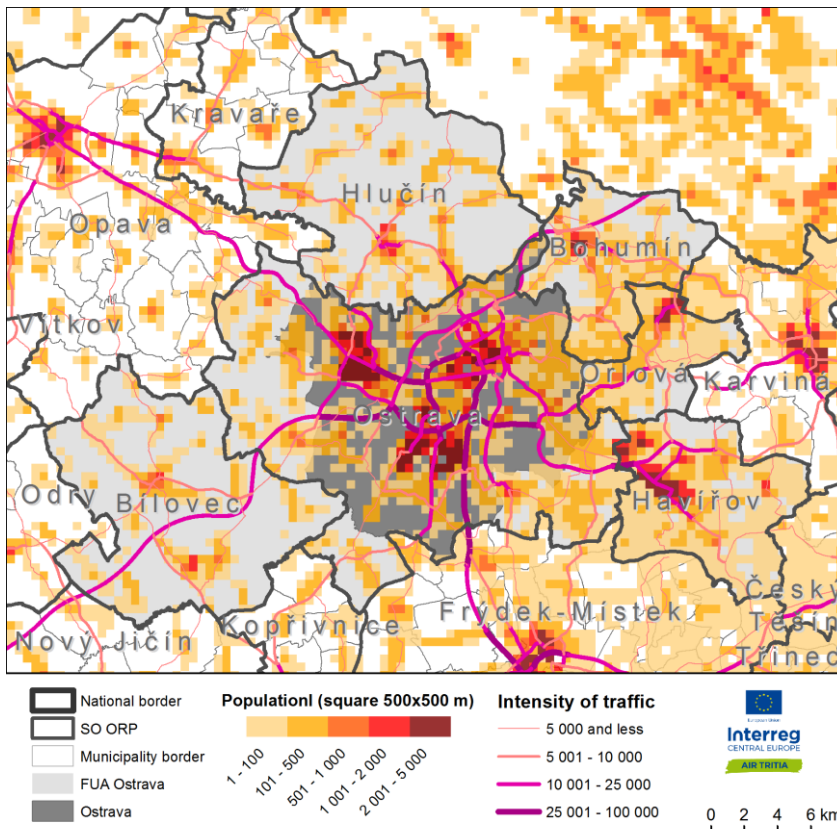 Kravaře
Hlučín
Opava
Bohumín
Vítkov
Orlová
Karviná
Ostrava
Odry
Bílovec
Havířov
Český
Těšín
Frýdek-Místek
Kopřivnice
Nový Jičín
Třinec
National border
SO ORP
Municipality border
FUA Ostrava
Ostrava
Populationl (square 500x500 m)
1 - 100
101 - 500
501 - 1 000
1 001 - 2 000
2 001 - 5 000
Intensity of traffic
5 000 and less
5 001 - 10 000
10 001 - 25 000
25 001 - 100 000
European Union
Interreg
CENTRAL EUROPE
AIR TRITIA
0 2 4 6 km